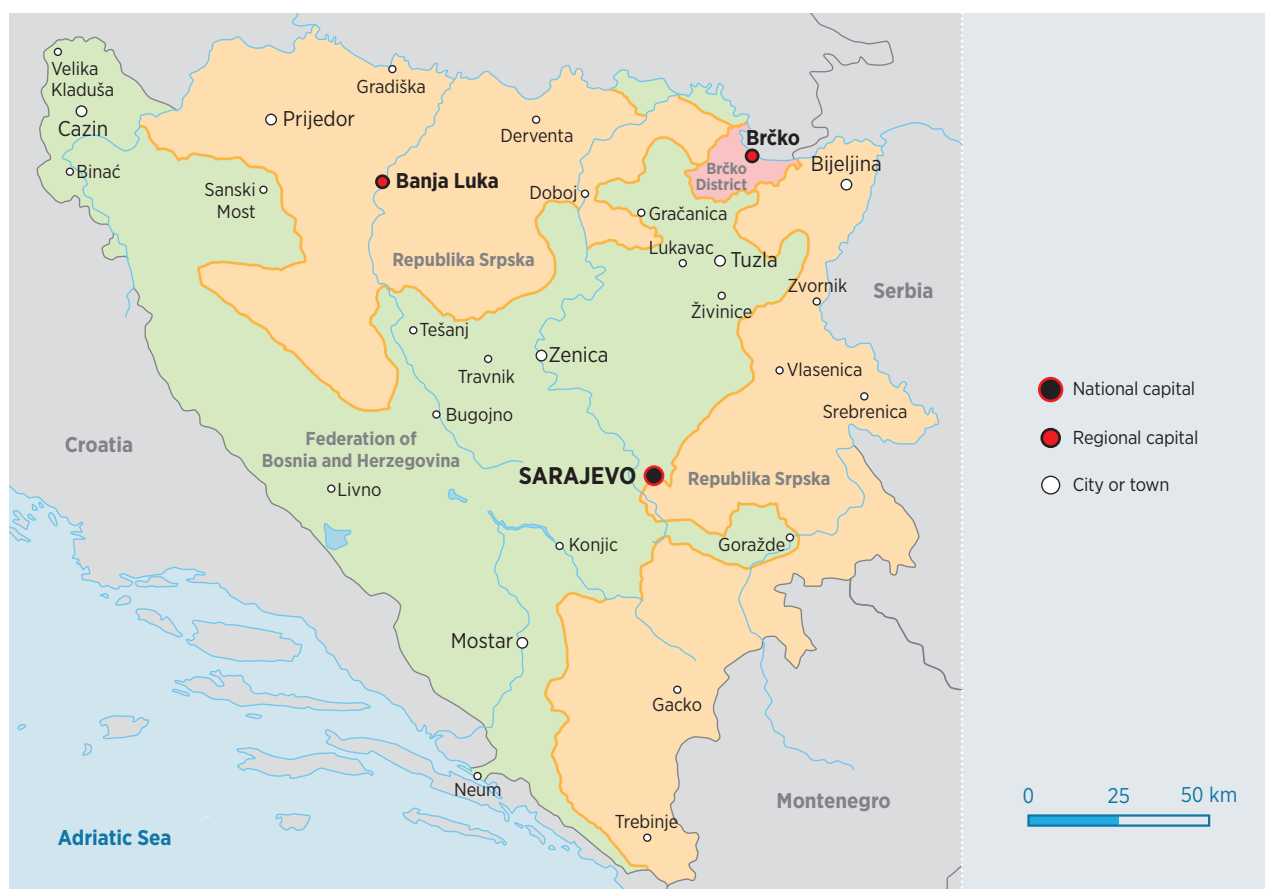 Velika
Kladuša
Cazin
Binać
Gradiška
Prijedor
Derventa
Brčko
Brčko
District
Bijeljina
Sanski
Most
Banja Luka
Doboj
Gračanica
Lukavac
Tuzla
Republika Srpska
Živinice
Zvornik
Serbia
Tešanj
Travnik
Zenica
Vlasenica
Srebrenica
Bugojno
Croatia
Federation of
Bosnia and Herzegovina
Livno
SARAJEVO
Republika Srpska
Konjic
Goražde
Mostar
Gacko
Neum
Trebinje
Montenegro
Adriatic Sea
National capital
Regional capital
City or town
0 25 50 km